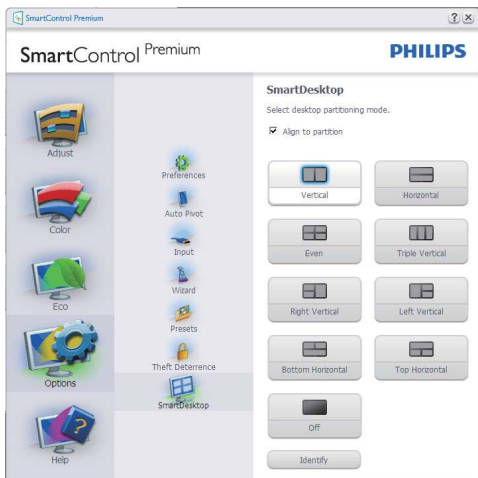 SmartControl Premium
SmartControl Premium
PHILIPS
Adjust
Color
Eco
Options
Help
Preferences
Auto Pivot
Input
Wizard
Presets
Theft Deterrence
SmartDesktop
SmartDesktop
Select desktop partitioning mode.
Align to partition
Vertical
Horizontal
Even
Triple Vertical
Right Vertical
Left Vertical
Bottom Horizontal
Top Horizontal
Off
Identify